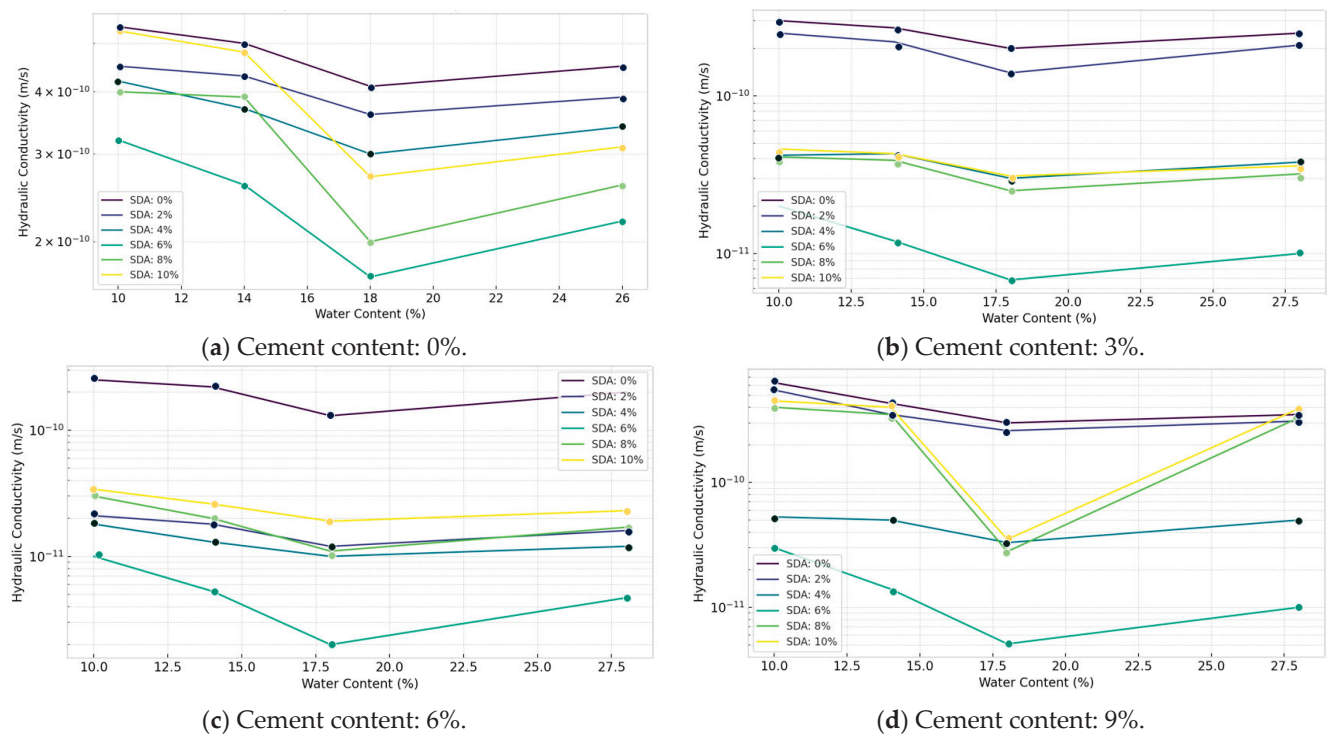 Hydraulic Conductivity (m/s)
4 × 10⁻¹⁰
3 × 10⁻¹⁰
2 × 10⁻¹⁰
SDA: 0%
SDA: 2%
SDA: 4%
SDA: 6%
SDA: 8%
SDA: 10%
10 12 14 16 18 20 22 24 26
Water Content (%)
(a) Cement content: 0%.
Hydraulic Conductivity (m/s)
10⁻¹⁰
10⁻¹¹
SDA: 0%
SDA: 2%
SDA: 4%
SDA: 6%
SDA: 8%
SDA: 10%
10.0 12.5 15.0 17.5 20.0 22.5 25.0 27.5
Water Content (%)
(b) Cement content: 3%.
Hydraulic Conductivity (m/s)
10⁻¹⁰
10⁻¹¹
SDA: 0%
SDA: 2%
SDA: 4%
SDA: 6%
SDA: 8%
SDA: 10%
10.0 12.5 15.0 17.5 20.0 22.5 25.0 27.5
Water Content (%)
(c) Cement content: 6%.
Hydraulic Conductivity (m/s)
10⁻¹⁰
10⁻¹¹
SDA: 0%
SDA: 2%
SDA: 4%
SDA: 6%
SDA: 8%
SDA: 10%
10.0 12.5 15.0 17.5 20.0 22.5 25.0 27.5
Water Content (%)
(d) Cement content: 9%.